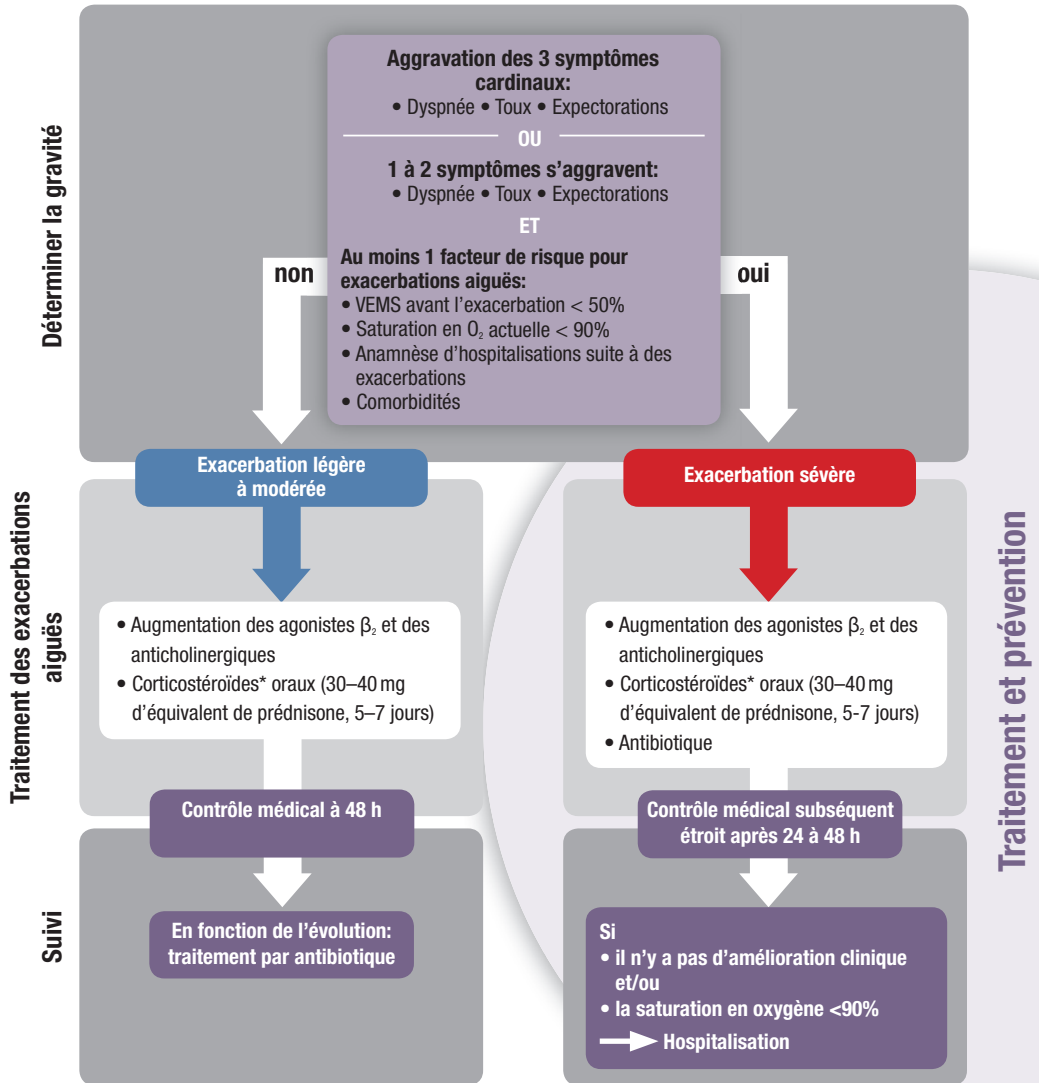 Déterminer la gravité
Aggravation des 3 symptômes
cardinaux:
• Dyspnée • Toux • Expectorations
OU
1 à 2 symptômes s’aggravent:
• Dyspnée • Toux • Expectorations
ET
Au moins 1 facteur de risque pour
exacerbations aiguës:
• VEMS avant l’exacerbation < 50%
• Saturation en O₂ actuelle < 90%
• Anamnèse d’hospitalisations suite à des
exacerbations
• Comorbidités
non
oui
Traitement des exacerbations
aiguës
Exacerbation légère
à modérée
• Augmentation des agonistes β₂ et des
anticholinergiques
• Corticostéroïdes* oraux (30–40 mg
d’équivalent de prédnisone, 5–7 jours)
Exacerbation sévère
• Augmentation des agonistes β₂ et des
anticholinergiques
• Corticostéroïdes* oraux (30–40 mg
d’équivalent de prédnisone, 5-7 jours)
• Antibiotique
Suivi
Contrôle médical à 48 h
En fonction de l’évolution:
traitement par antibiotique
Contrôle médical subséquent
étroit après 24 à 48 h
Si
• il n’y a pas d’amélioration clinique
et/ou
• la saturation en oxygène <90%
Hospitalisation
Traitement et prévention